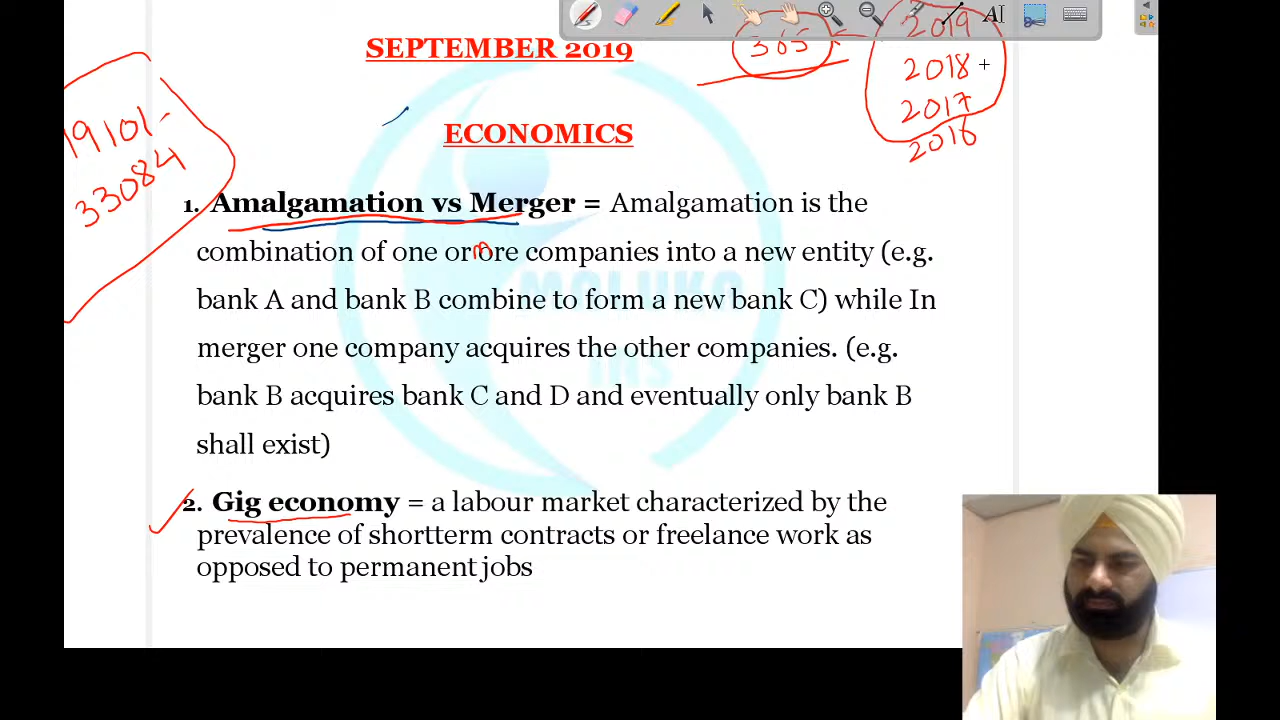 365
2019
2018
2017
2016
SEPTEMBER 2019
19101-
33084
ECONOMICS
1. Amalgamation vs Merger = Amalgamation is the
combination of one or more companies into a new entity (e.g.
bank A and bank B combine to form a new bank C) while In
merger one company acquires the other companies. (e.g.
bank B acquires bank C and D and eventually only bank B
shall exist)
2. Gig economy = a labour market characterized by the
prevalence of shortterm contracts or freelance work as
opposed to permanent jobs
MOLUKO
IAS
AI